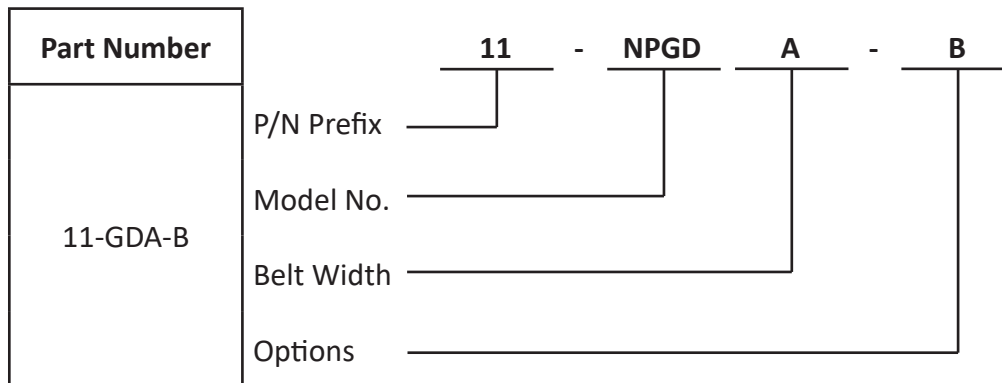 Part Number
11 - NPGD A - B
P/N Prefix
Model No.
11-GDA-B
Belt Width
Options